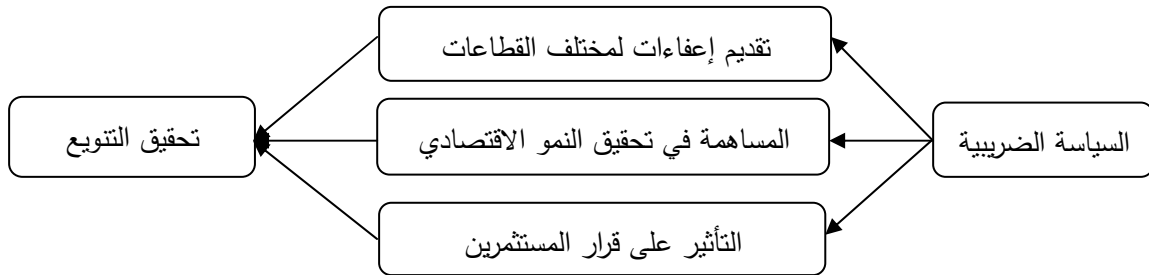 تقديم إعفاءات لمختلف القطاعات
السياسة الضريبية
المساهمة في تحقيق النمو الاقتصادي
تحقيق التنويع
التأثير على قرار المستثمرين